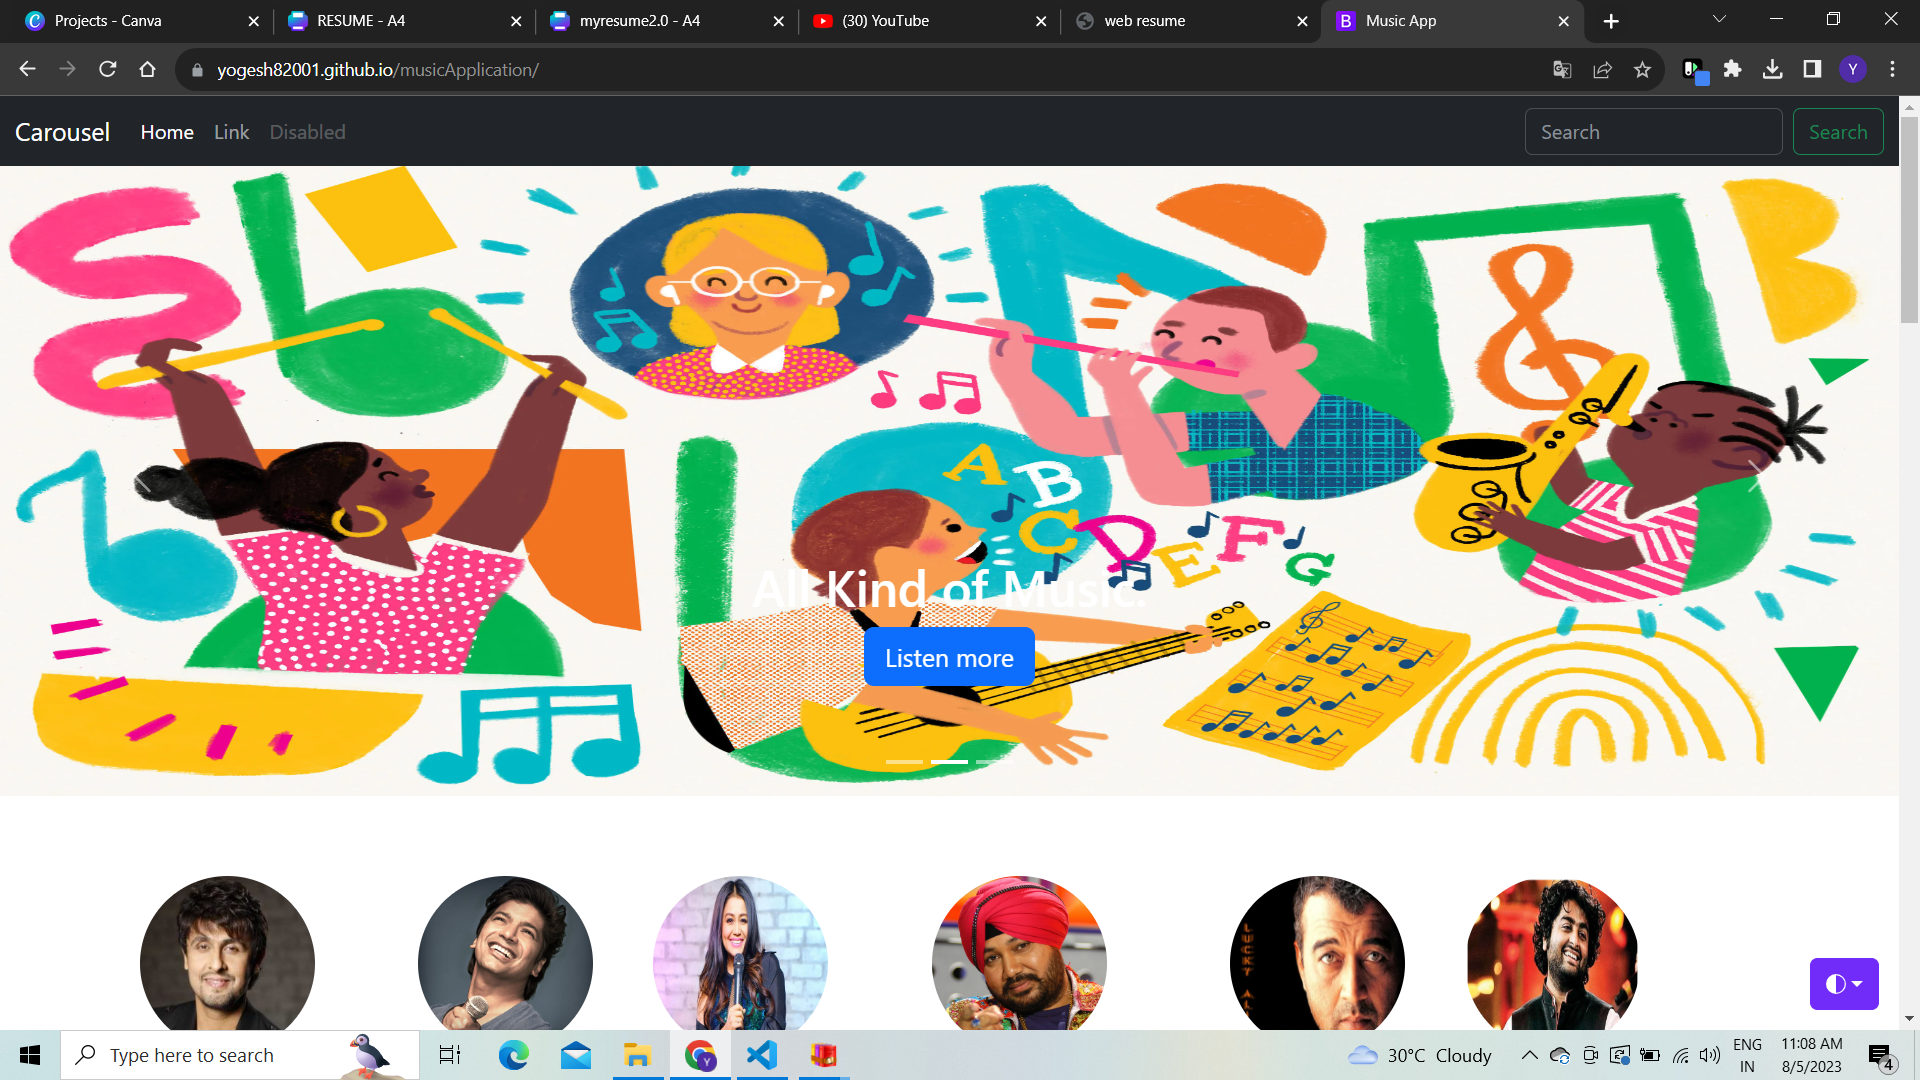 Projects - Canva
RESUME - A4
myresume2.0 - A4
(30) YouTube
web resume
B Music App
yogesh82001.github.io/musicApplication/
Y
Carousel Home Link Disabled
Search Search
A B C D E F G
All Kind of Music.
Listen more
Type here to search
30°C Cloudy
ENG
IN
11:08 AM
8/5/2023
4